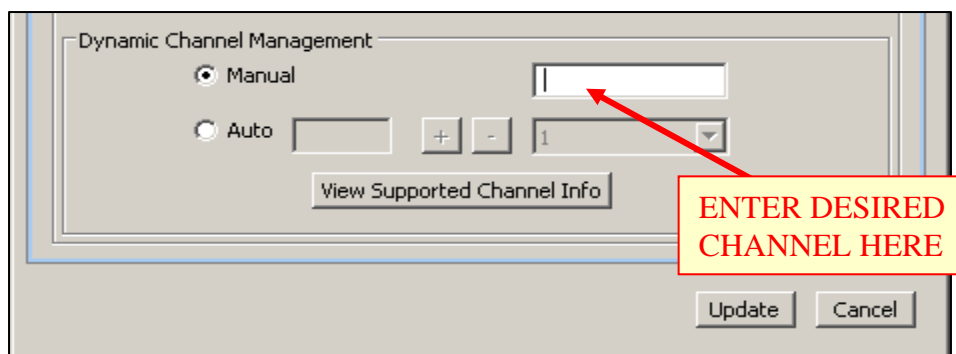 Dynamic Channel Management
Manual
Auto + - 1
View Supported Channel Info
ENTER DESIRED
CHANNEL HERE
Update Cancel